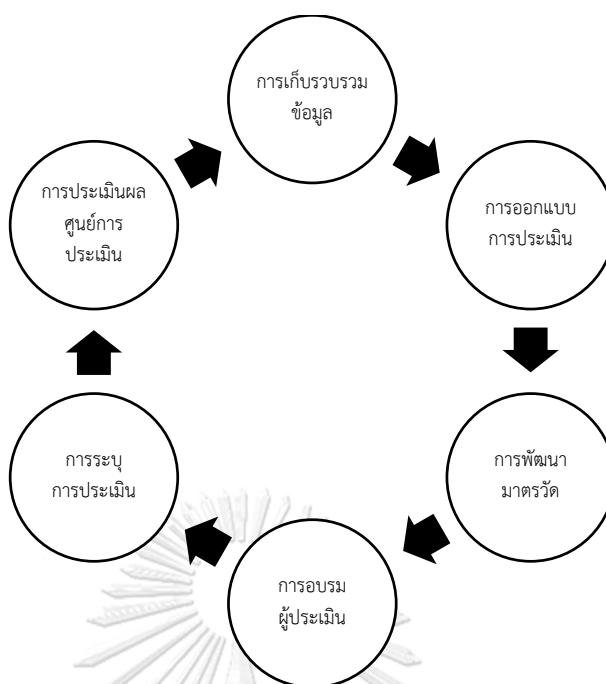 การเก็บรวบรวม
ข้อมูล
การออกแบบ
การประเมิน
การพัฒนา
มาตรวัด
การอบรม
ผู้ประเมิน
การระบุ
การประเมิน
การประเมินผล
ศูนย์การ
ประเมิน